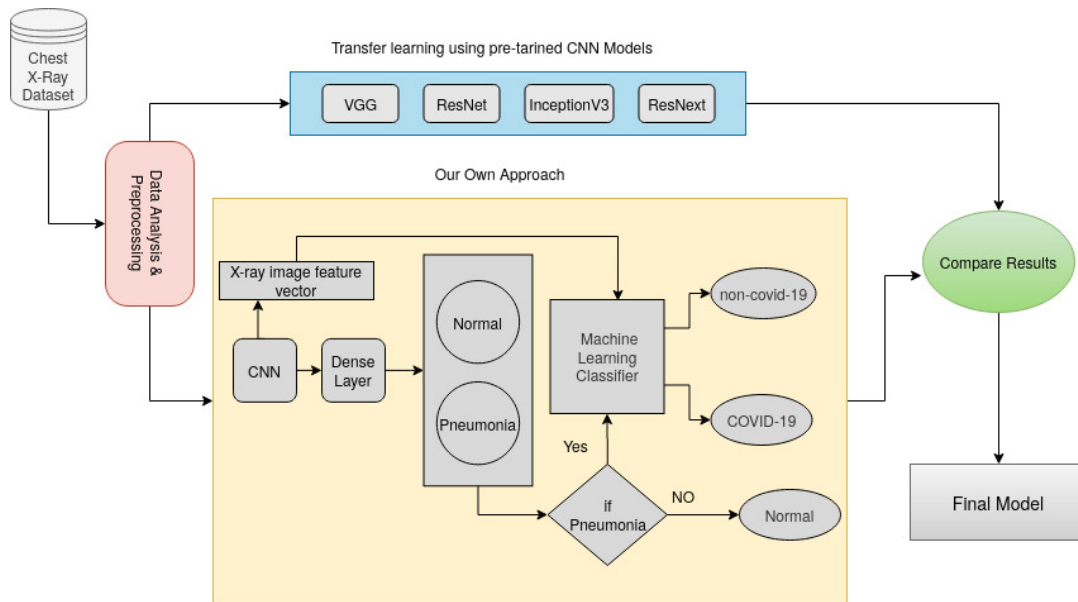 Chest
X-Ray
Dataset
Transfer learning using pre-tarined CNN Models
VGG
ResNet
InceptionV3
ResNext
Data Analysis &
Preprocessing
Our Own Approach
X-ray image feature
vector
CNN
Dense
Layer
Normal
Pneumonia
Machine
Learning
Classifier
non-covid-19
COVID-19
Yes
if
Pneumonia
NO
Normal
Compare Results
Final Model